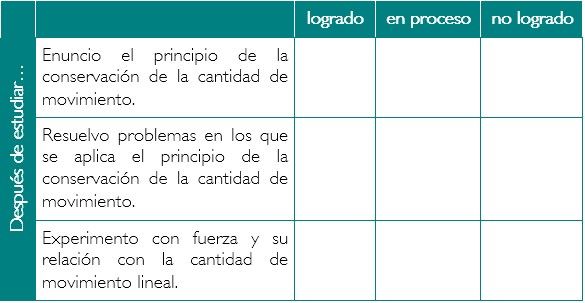 logrado en proceso no logrado
Después de estudiar...
Enuncio el principio de la
conservación de la cantidad de
movimiento.
Resuelvo problemas en los que
se aplica el principio de la
conservación de la cantidad de
movimiento.
Experimento con fuerza y su
relación con la cantidad de
movimiento lineal.